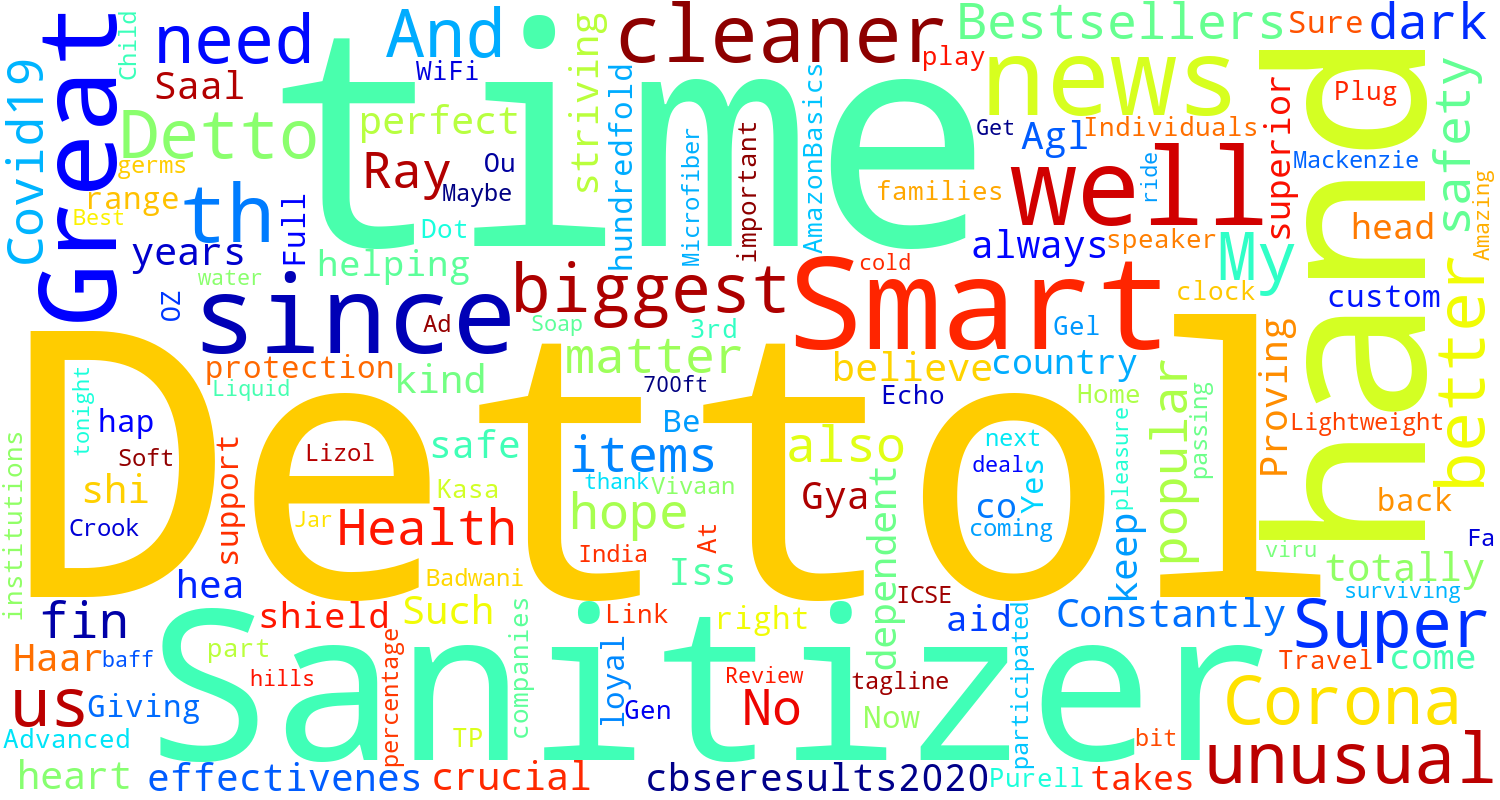 Great
need
And
cleaner
Bestsellers
Sure
dark
Child
WiFi
play
Covid19
Saal
time
striving
news
hand
Plug
Detto
perfect
hundredfold
AmazonBasics
Get
Agl
Individuals
superior
safety
germs
Ray
Ou
Microfiber
important
well
ride
Mackenzie
range
Maybe
families
Amazing
Best
th
Full
Dot
always
speaker
My
head
years
helping
cold
water
biggest
Smart
clock
better
custom
OZ
since
Ad
Soap
3rd
Gel
Proving
protection
kind
matter
believe
country
tonight
Liquid
700ft
Echo
Home
popular
passing
hap
Dettol
Be
Lightweight
institutions
Soft
Lizol
safe
items
also
next
pleasure
shi
support
thank
Vivaan
deal
Yes
back
Kasa
Gya
dependent
co
Crook
Jar
Health
hope
coming
keep
Fa
At
India
viru
hea
Badwani
Iss
totally
ICSE
surviving
fin
shield
Such
companies
Link
right
aid
participated
Constantly
Super
Haar
baff
part
percentage
Sanitizer
loyal
Travel
come
hills
Review
tagline
us
Giving
Gen
No
Now
Corona
Advanced
TP
bit
heart
effectivenes
crucial
cbseresults2020
Purell
takes
unusual